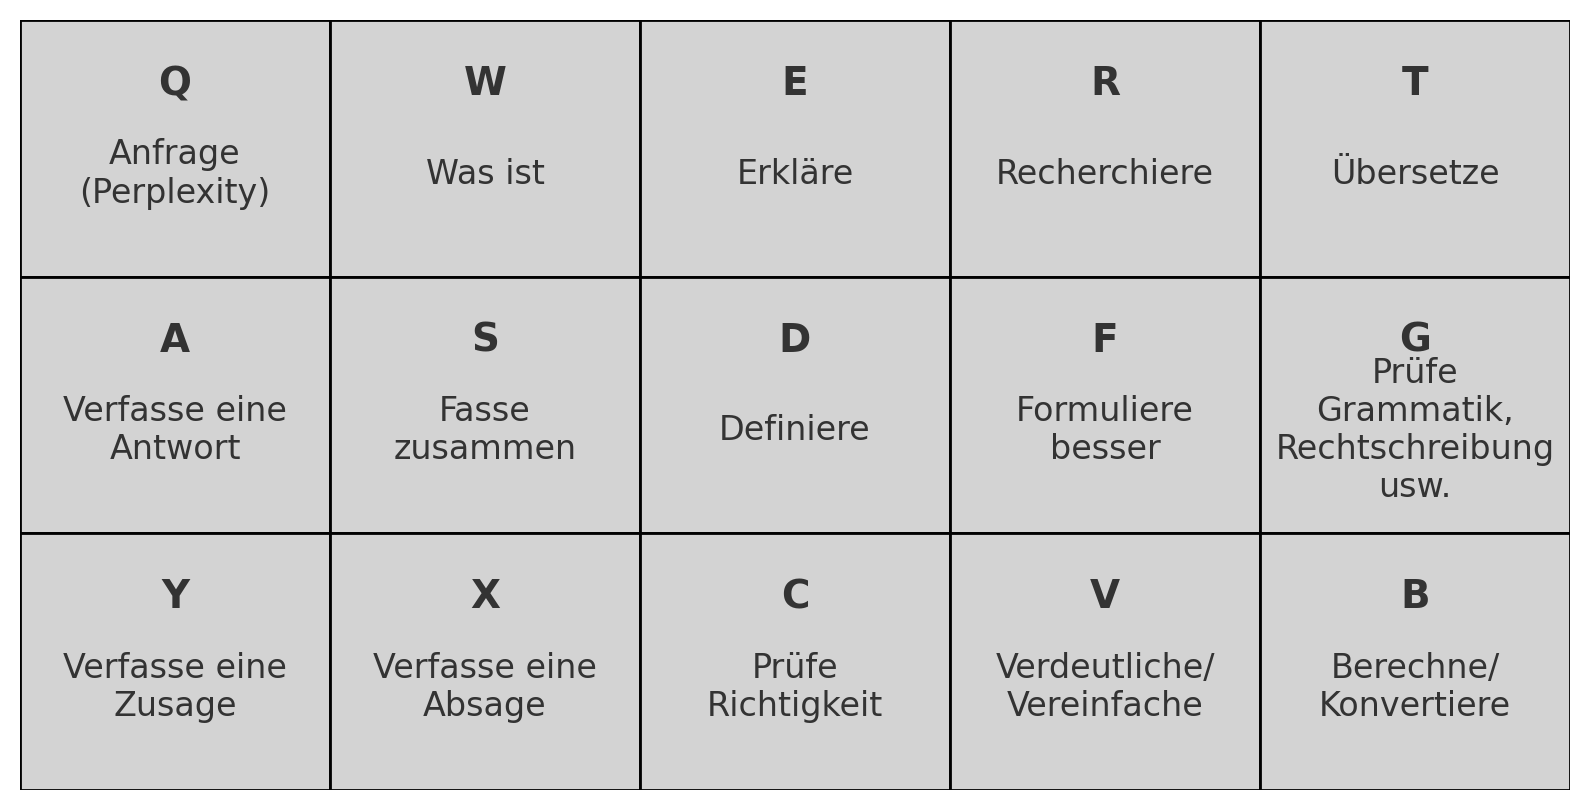 Q
Anfrage
(Perplexity)
W
Was ist
E
Erkläre
R
Recherchiere
T
Übersetze
A
Verfasse eine
Antwort
S
Fasse
zusammen
D
Definiere
F
Formuliere
besser
G
Prüfe
Grammatik,
Rechtschreibung
usw.
Y
Verfasse eine
Zusage
X
Verfasse eine
Absage
C
Prüfe
Richtigkeit
V
Verdeutliche/
Vereinfache
B
Berechne/
Konvertiere